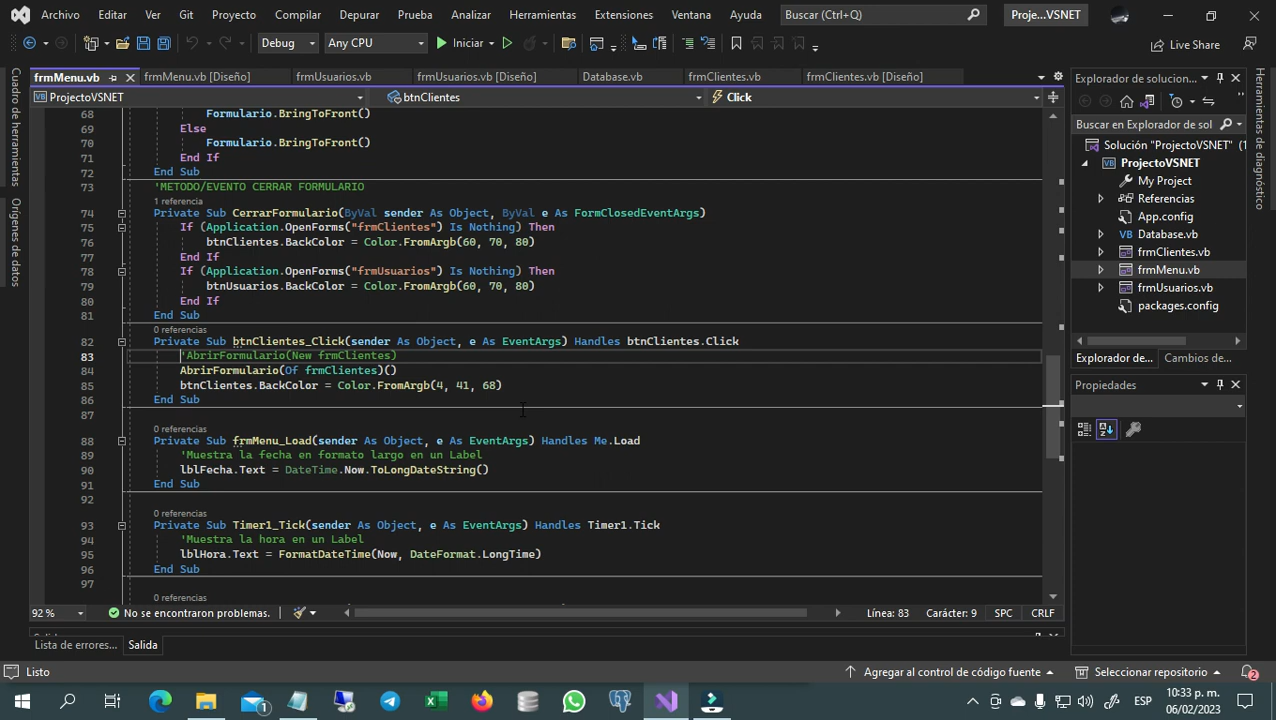 Archivo Editar Ver Git Proyecto Compilar Depurar Prueba Analizar Herramientas Extensiones Ventana Ayuda Buscar (Ctrl+Q) Proje...VSNET
Debug Any CPU Iniciar Live Share
frmMenu.vb frmMenu.vb [Diseño] frmUsuarios.vb frmUsuarios.vb [Diseño] Database.vb frmClientes.vb frmClientes.vb [Diseño]
ProjectoVSNET btnClientes Click
Cuadro de herramientas
Orígenes de datos
68 Formulario.BringToFront()
69 Else
70 Formulario.BringToFront()
71 End If
72 End Sub
73 'METODO/EVENTO CERRAR FORMULARIO
1 referencia
74 Private Sub CerrarFormulario(ByVal sender As Object, ByVal e As FormClosedEventArgs)
75 If (Application.OpenForms("frmClientes") Is Nothing) Then
76 btnClientes.BackColor = Color.FromArgb(60, 70, 80)
77 End If
78 If (Application.OpenForms("frmUsuarios") Is Nothing) Then
79 btnUsuarios.BackColor = Color.FromArgb(60, 70, 80)
80 End If
81 End Sub
0 referencias
82 Private Sub btnClientes_Click(sender As Object, e As EventArgs) Handles btnClientes.Click
83 'AbrirFormulario(New frmClientes)
84 AbrirFormulario(Of frmClientes)()
85 btnClientes.BackColor = Color.FromArgb(4, 41, 68)
86 End Sub
87
0 referencias
88 Private Sub frmMenu_Load(sender As Object, e As EventArgs) Handles Me.Load
89 'Muestra la fecha en formato largo en un Label
90 lblFecha.Text = DateTime.Now.ToLongDateString()
91 End Sub
92
0 referencias
93 Private Sub Timer1_Tick(sender As Object, e As EventArgs) Handles Timer1.Tick
94 'Muestra la hora en un Label
95 lblHora.Text = FormatDateTime(Now, DateFormat.LongTime)
96 End Sub
97
0 referencias
92 % No se encontraron problemas. Línea: 83 Carácter: 9 SPC CRLF
Lista de errores... Salida
Explorador de solucion...
Buscar en Explorador de sol
Solución "ProjectoVSNET" (1
ProjectoVSNET
My Project
Referencias
App.config
Database.vb
frmClientes.vb
frmMenu.vb
frmUsuarios.vb
packages.config
Explorador de... Cambios de...
Propiedades
Herramientas de diagnóstico
Listo Agregar al control de código fuente Seleccionar repositorio 2
1 ESP 10:33 p. m.
06/02/2023